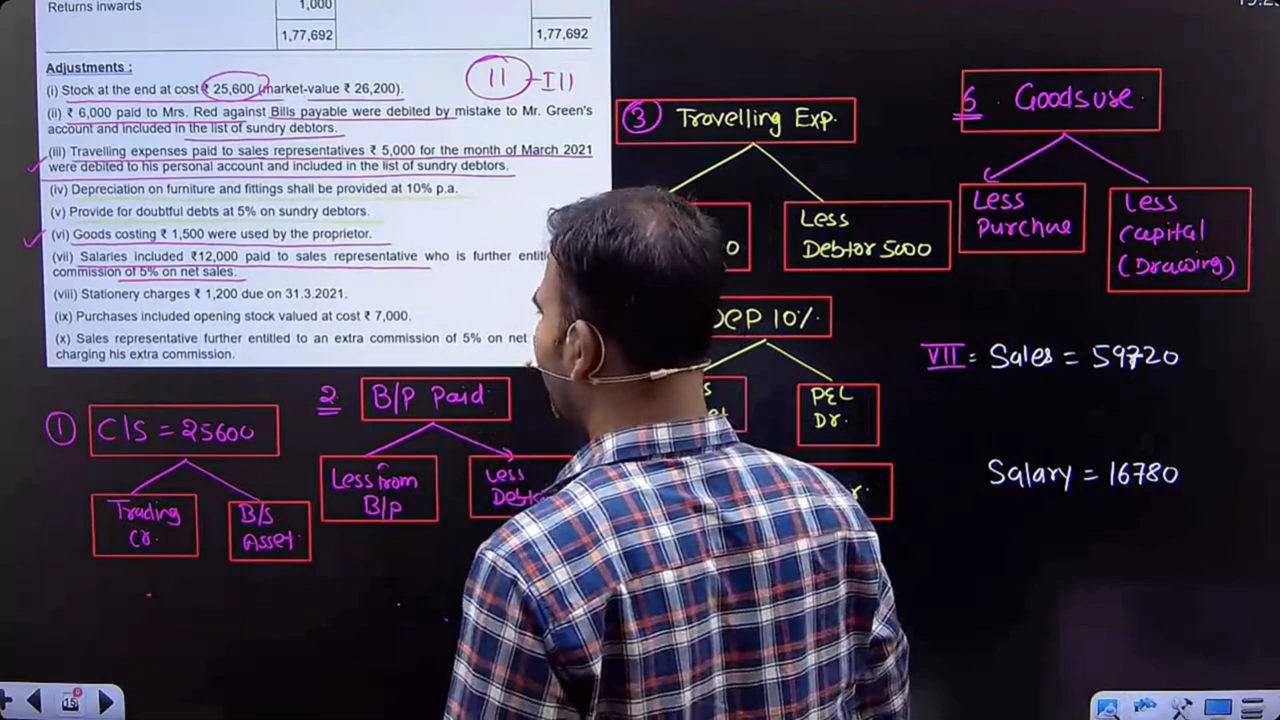 Returns inwards 1,000
1,77,692 1,77,692
Adjustments :
(i) Stock at the end at cost ₹ 25,600 (market-value ₹ 26,200).
(ii) ₹ 6,000 paid to Mrs. Red against Bills payable were debited by mistake to Mr. Green's
account and included in the list of sundry debtors.
(iii) Travelling expenses paid to sales representatives ₹ 5,000 for the month of March 2021
were debited to his personal account and included in the list of sundry debtors.
(iv) Depreciation on furniture and fittings shall be provided at 10% p.a.
(v) Provide for doubtful debts at 5% on sundry debtors.
(vi) Goods costing ₹ 1,500 were used by the proprietor.
(vii) Salaries included ₹12,000 paid to sales representative who is further
commission of 5% on net sales.
(viii) Stationery charges ₹ 1,200 due on 31.3.2021.
(ix) Purchases included opening stock valued at cost ₹ 7,000.
(x) Sales representative further entitled to an extra commission of 5% on net
charging his extra commission.
11 - III
① C/S = 25600
Trading
Cr.
B/S
Asset
2. B/P Paid
Less from
B/P
Less
③ Travelling Exp.
Less
Debtor 5000
Dep 10%
P&L
Dr.
6. Goods use
Less
Purchue
Less
Capital
(Drawing)
VII = Sales = 59720
Salary = 16780
15